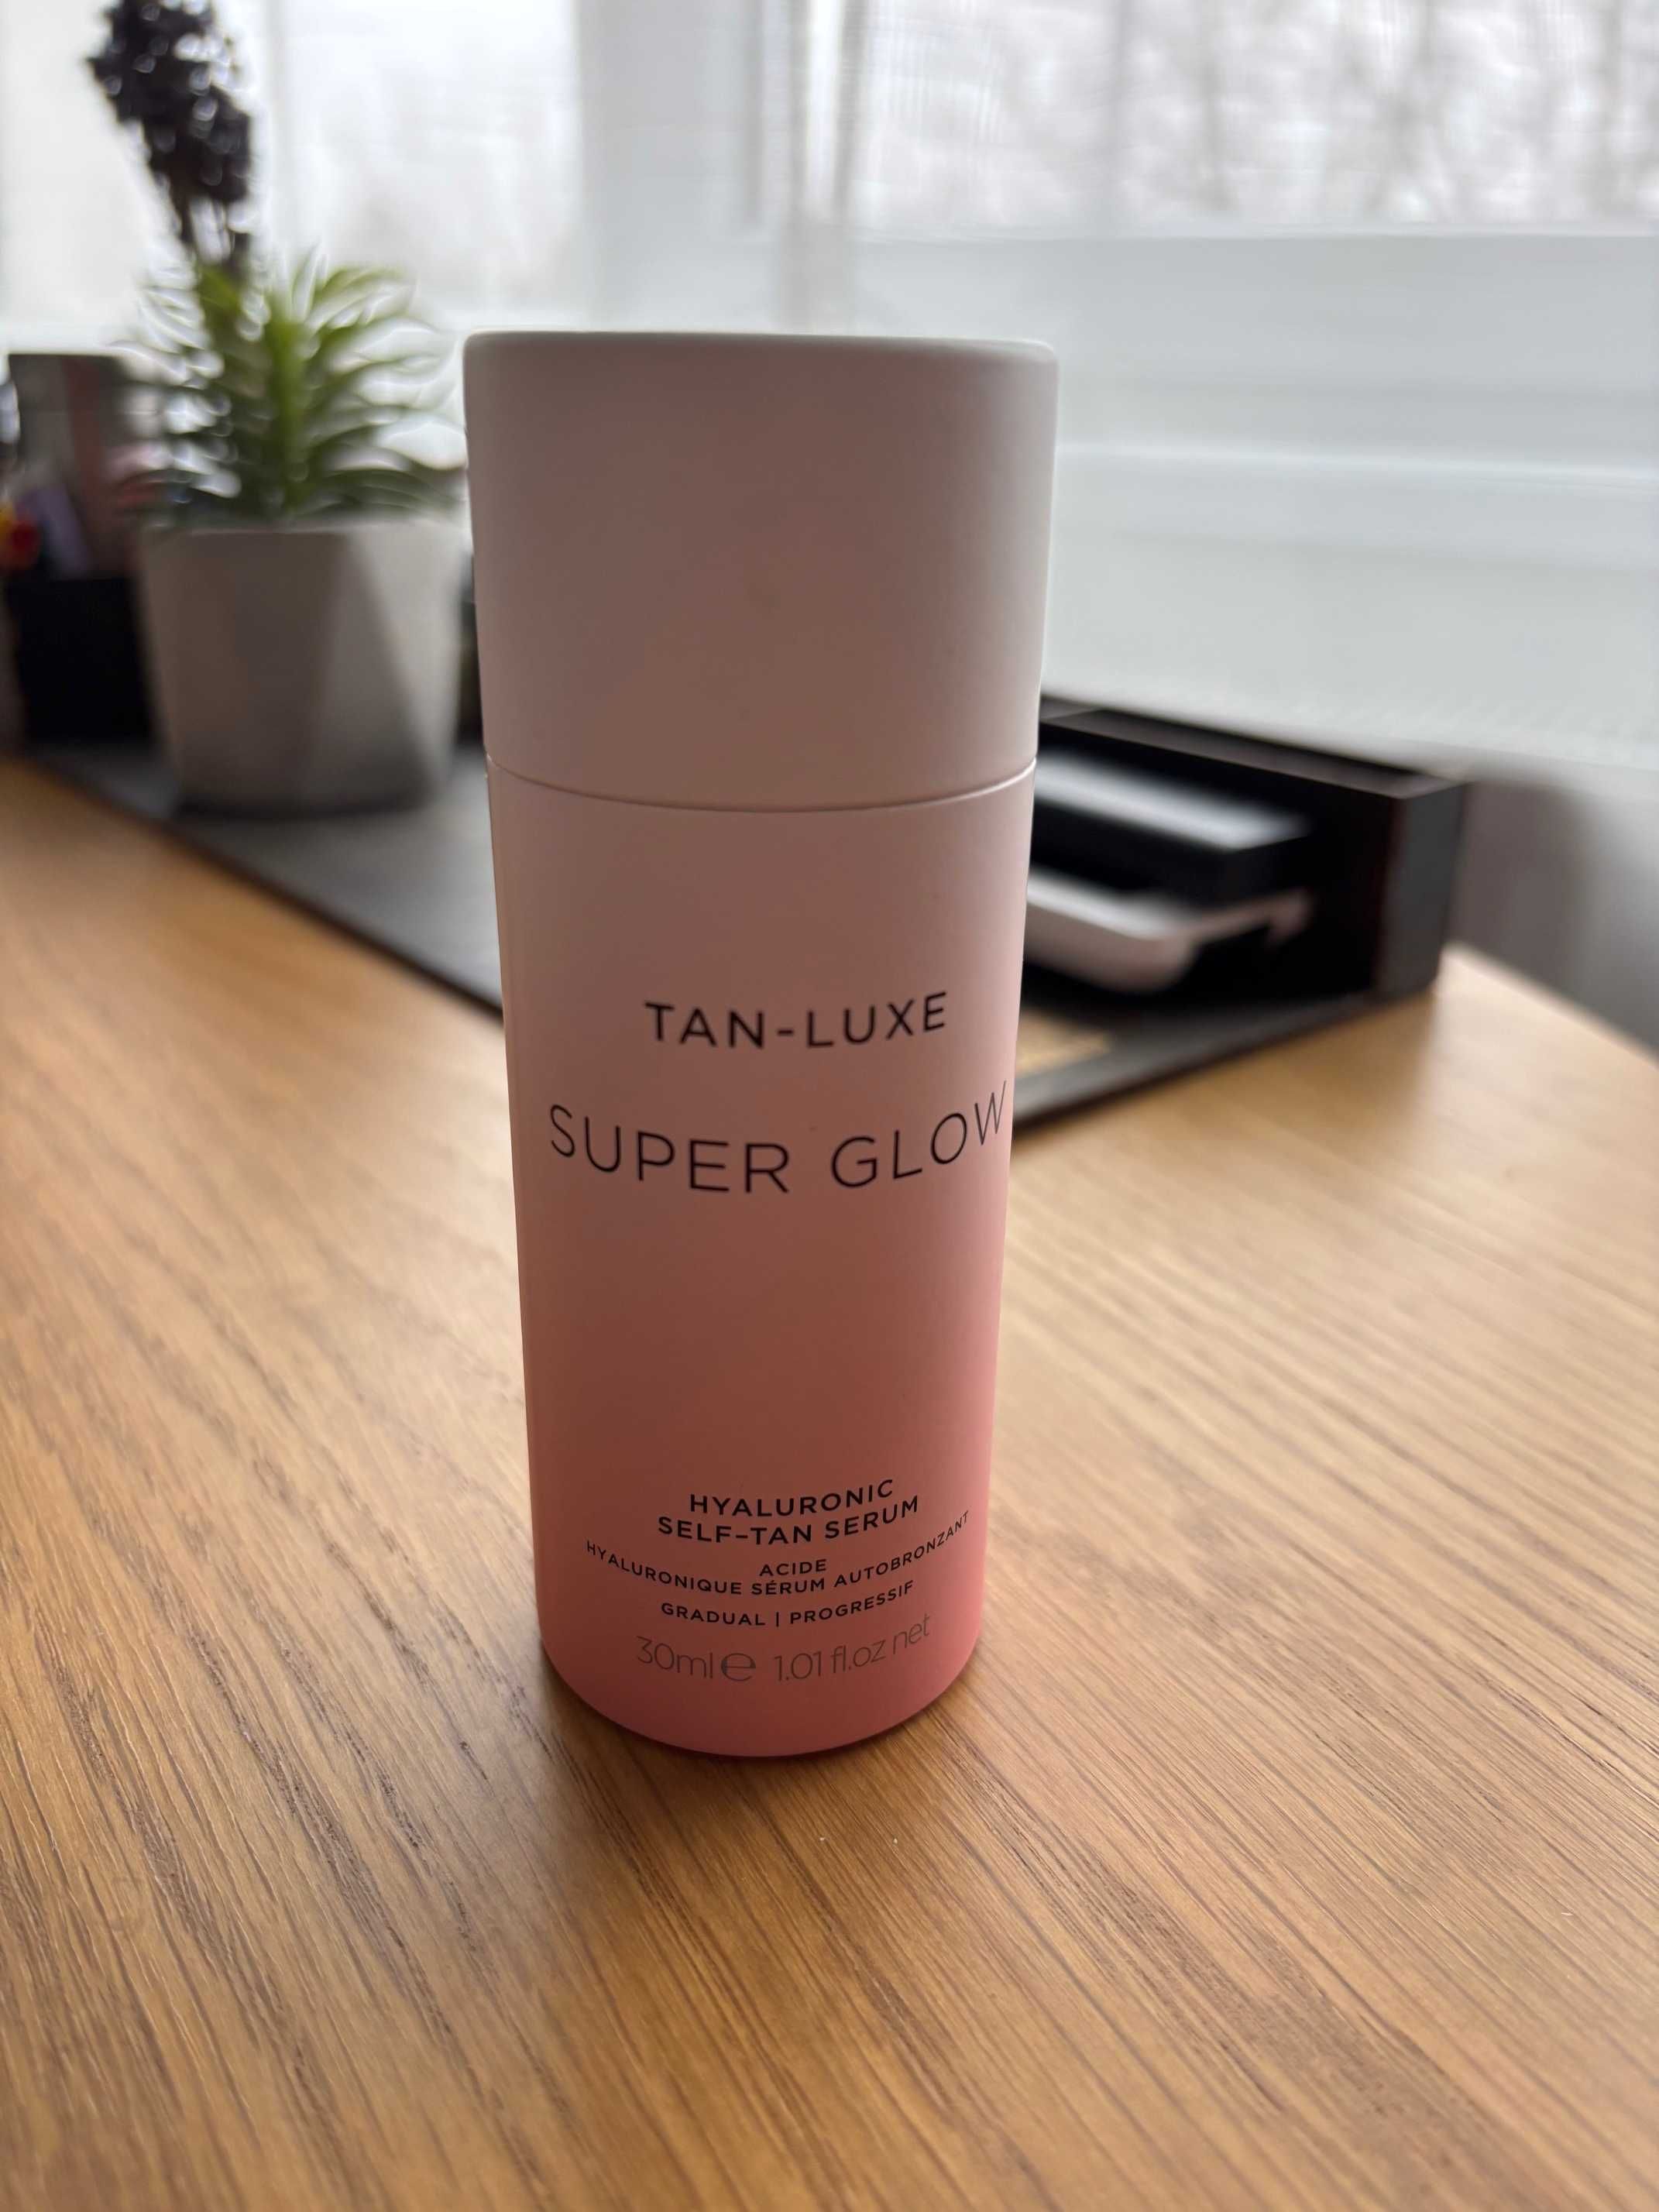 TAN-LUXE
SUPER GLOW
HYALURONIC
SELF-TAN SERUM
ACIDE
HYALURONIQUE SÉRUM AUTOBRONZANT
GRADUAL | PROGRESSIF
30ml℮ 1.01 fl.oz net